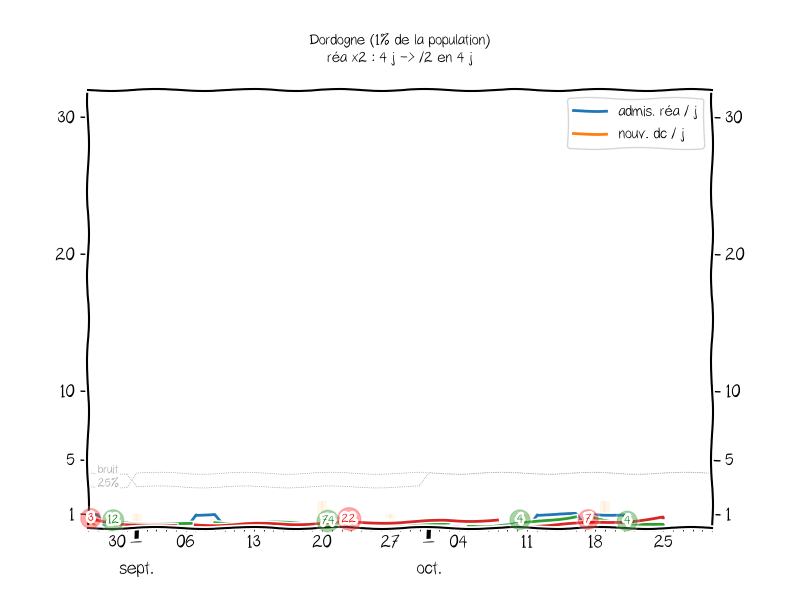 Dordogne (1% de la population)
réa x2 : 4 j -> /2 en 4 j
admis. réa / j
nouv. dc / j
30 30
20 20
10 10
5 5
bruit
25%
1 1
3 12 74 22 4 7 4
30 06 13 20 27 04 11 18 25
sept. oct.